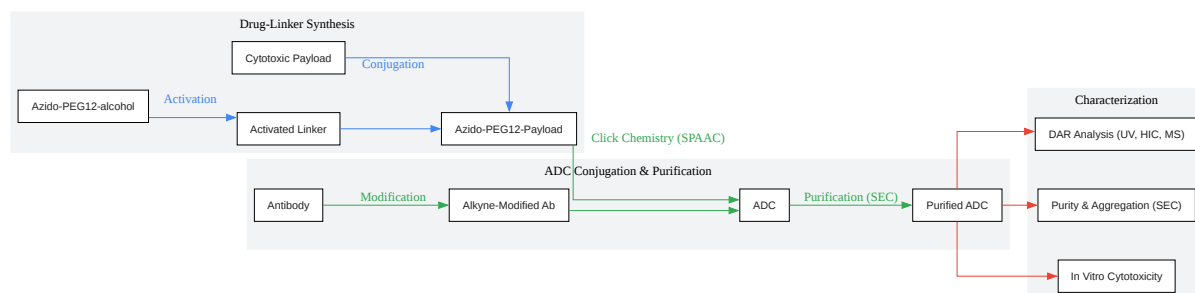 Drug-Linker Synthesis
Cytotoxic Payload
Conjugation
Azido-PEG12-alcohol
Activation
Activated Linker
Azido-PEG12-Payload
Click Chemistry (SPAAC)
ADC Conjugation & Purification
Antibody
Modification
Alkyne-Modified Ab
ADC
Purification (SEC)
Purified ADC
Characterization
DAR Analysis (UV, HIC, MS)
Purity & Aggregation (SEC)
In Vitro Cytotoxicity